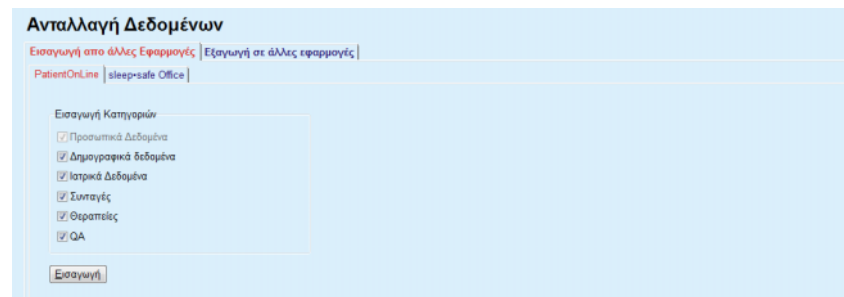 Ανταλλαγή Δεδομένων
Εισαγωγή απο άλλες Εφαρμογές Εξαγωγή σε άλλες εφαρμογές
PatientOnLine sleep•safe Office
Εισαγωγή Κατηγοριών
Προσωπικά Δεδομένα
Δημογραφικά δεδομένα
Ιατρικά Δεδομένα
Συνταγές
Θεραπείες
QA
Εισαγωγή